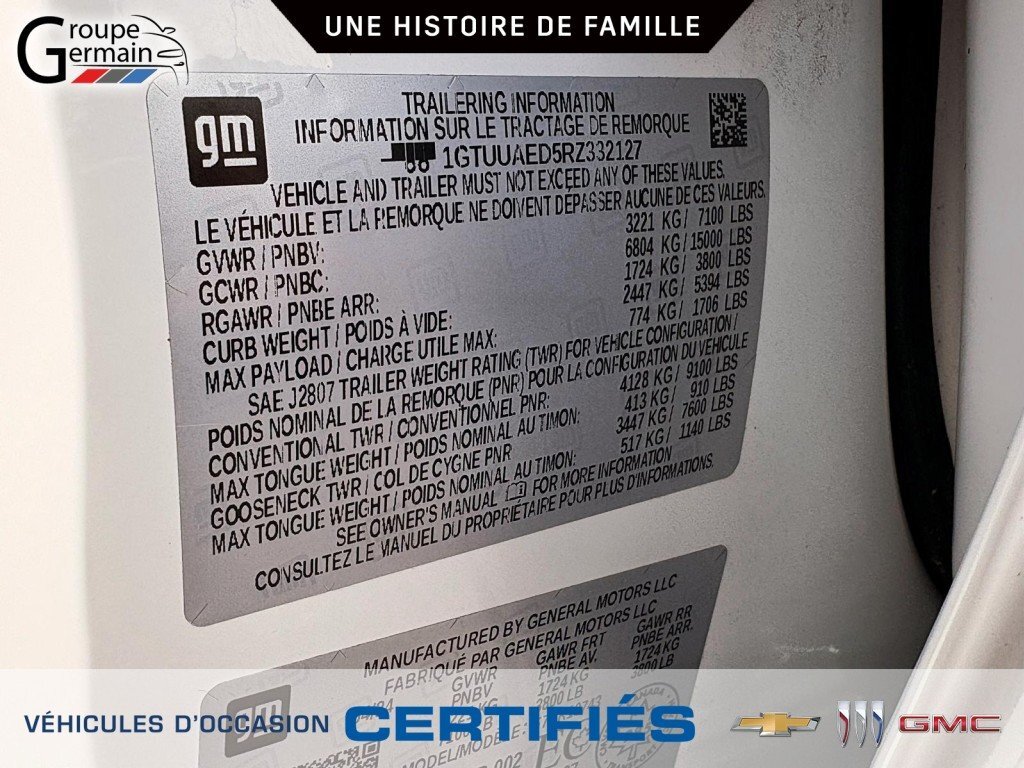 Groupe
Germain
UNE HISTOIRE DE FAMILLE
gm
TRAILERING INFORMATION
INFORMATION SUR LE TRACTAGE DE REMORQUE
1GTUUAED5RZ332127
VEHICLE AND TRAILER MUST NOT EXCEED ANY OF THESE VALUES.
LE VÉHICULE ET LA REMORQUE NE DOIVENT DÉPASSER AUCUNE DE CES VALEURS.
GVWR / PNBV: 3221 KG / 7100 LBS
GCWR / PNBC: 6804 KG / 15000 LBS
RGAWR / PNBE ARR: 1724 KG / 3800 LBS
CURB WEIGHT / POIDS À VIDE: 2447 KG / 5394 LBS
MAX PAYLOAD / CHARGE UTILE MAX: 774 KG / 1706 LBS
SAE J2807 TRAILER WEIGHT RATING (TWR) FOR VEHICLE CONFIGURATION /
POIDS NOMINAL DE LA REMORQUE (PNR) POUR LA CONFIGURATION DU VÉHICULE
CONVENTIONAL TWR / CONVENTIONNEL PNR: 4128 KG / 9100 LBS
MAX TONGUE WEIGHT / POIDS NOMINAL AU TIMON: 413 KG / 910 LBS
GOOSENECK TWR / COL DE CYGNE PNR 3447 KG / 7600 LBS
MAX TONGUE WEIGHT / POIDS NOMINAL AU TIMON: 517 KG / 1140 LBS
SEE OWNER'S MANUAL FOR MORE INFORMATION
CONSULTEZ LE MANUEL DU PROPRIÉTAIRE POUR PLUS D'INFORMATIONS.
MANUFACTURED BY GENERAL MOTORS LLC
FABRIQUÉ PAR GENERAL MOTORS LLC
GVWR GAWR FRT GAWR RR
PNBV PNBE AV. PNBE ARR.
1724 KG 1724 KG
3800 LB
MODEL/MODELE:
VÉHICULES D'OCCASION CERTIFIÉS
GMC